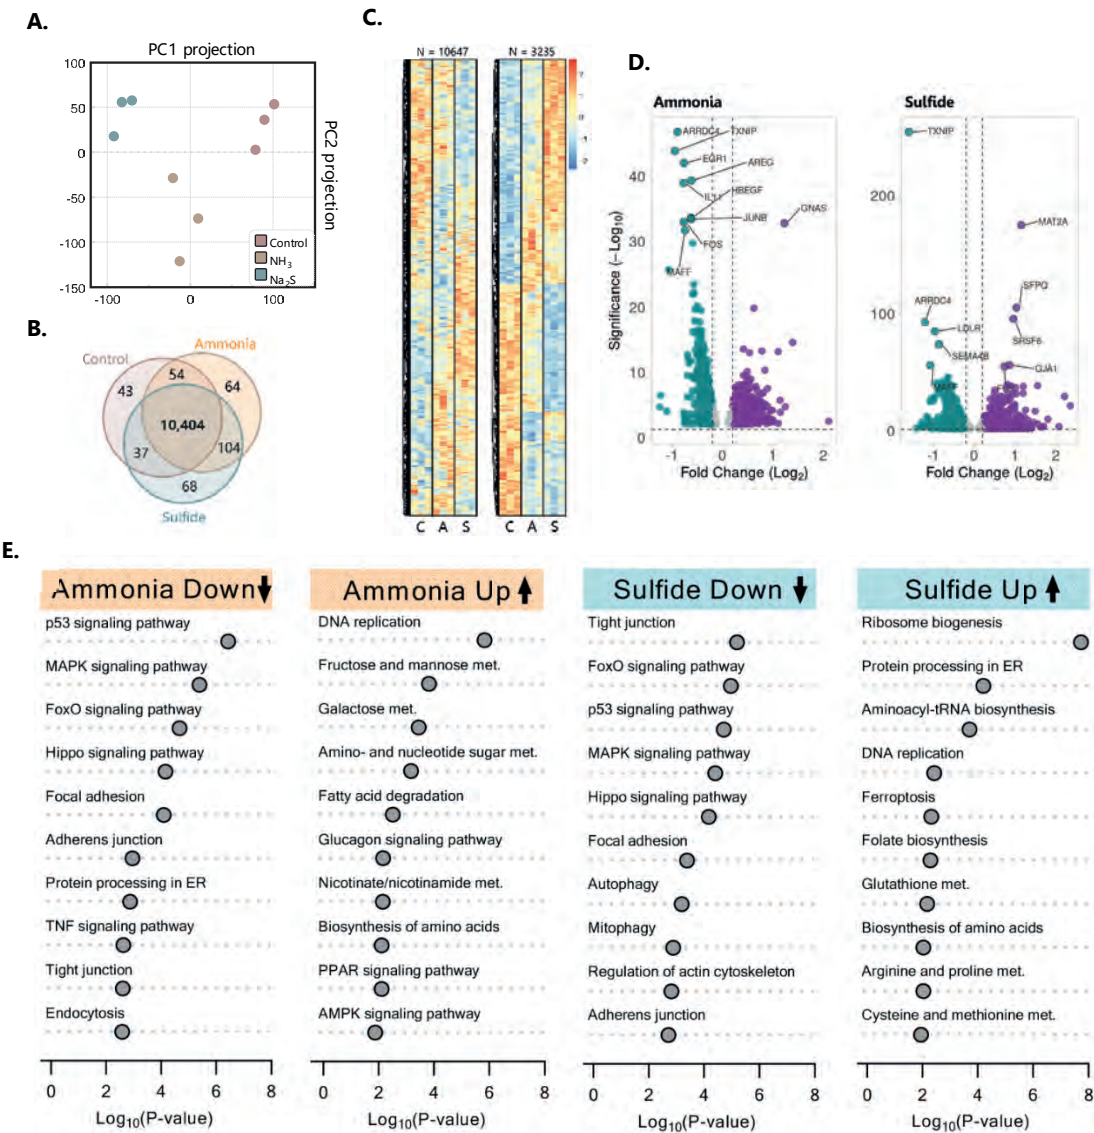 A.
PC1 projection
100
50
0
-50
-100
-150
-100
0
100
PC2 projection
Control
NH3
Na2S
B.
Control
Ammonia
43
54
64
10,404
37
104
68
Sulfide
C.
N = 10647
N = 3235
C A S
C A S
D.
Ammonia
ARRDC4
TXNIP
EGR1
AREG
HBEGF
IL11
JUNB
FOS
MAFF
GNAS
Significance (−Log10)
40
30
20
10
0
-1
0
1
2
Fold Change (Log2)
Sulfide
TXNIP
MAT2A
SFPQ
ARRDC4
LDLR
SRSF6
SEMA4B
GJA1
200
100
0
-1
0
1
2
Fold Change (Log2)
E.
Ammonia Down
p53 signaling pathway
MAPK signaling pathway
FoxO signaling pathway
Hippo signaling pathway
Focal adhesion
Adherens junction
Protein processing in ER
TNF signaling pathway
Tight junction
Endocytosis
0 2 4 6 8
Log10(P-value)
Ammonia Up
DNA replication
Fructose and mannose met.
Galactose met.
Amino- and nucleotide sugar met.
Fatty acid degradation
Glucagon signaling pathway
Nicotinate/nicotinamide met.
Biosynthesis of amino acids
PPAR signaling pathway
AMPK signaling pathway
0 2 4 6 8
Log10(P-value)
Sulfide Down
Tight junction
FoxO signaling pathway
p53 signaling pathway
MAPK signaling pathway
Hippo signaling pathway
Focal adhesion
Autophagy
Mitophagy
Regulation of actin cytoskeleton
Adherens junction
0 2 4 6 8
Log10(P-value)
Sulfide Up
Ribosome biogenesis
Protein processing in ER
Aminoacyl-tRNA biosynthesis
DNA replication
Ferroptosis
Folate biosynthesis
Glutathione met.
Biosynthesis of amino acids
Arginine and proline met.
Cysteine and methionine met.
0 2 4 6 8
Log10(P-value)